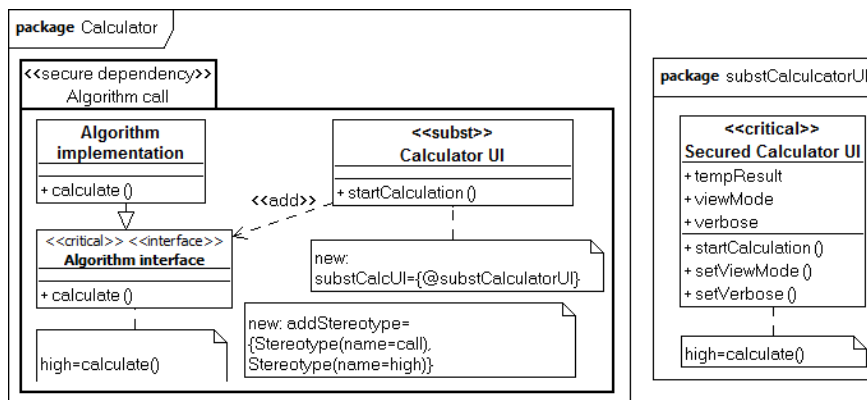 package Calculator
<<secure dependency>>
Algorithm call
Algorithm
implementation
+ calculate ()
<<subst>>
Calculator UI
+ startCalculation ()
<<add>>
<<critical>> <<interface>>
Algorithm interface
+ calculate ()
high=calculate()
new:
substCalcUI={@substCalculatorUI}
new: addStereotype=
{Stereotype(name=call),
Stereotype(name=high)}
package substCalculcatorUI
<<critical>>
Secured Calculator UI
+ tempResult
+ viewMode
+ verbose
+ startCalculation ()
+ setViewMode ()
+ setVerbose ()
high=calculate()